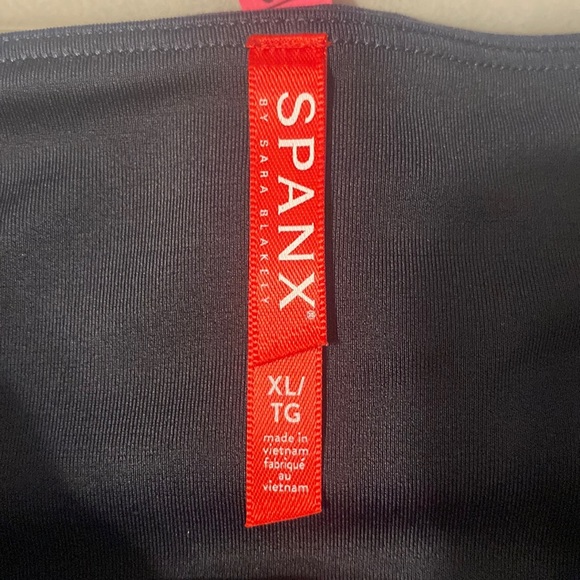 SPANX®
BY SARA BLAKELY
XL/
TG
made in
vietnam
fabriqué
au
vietnam